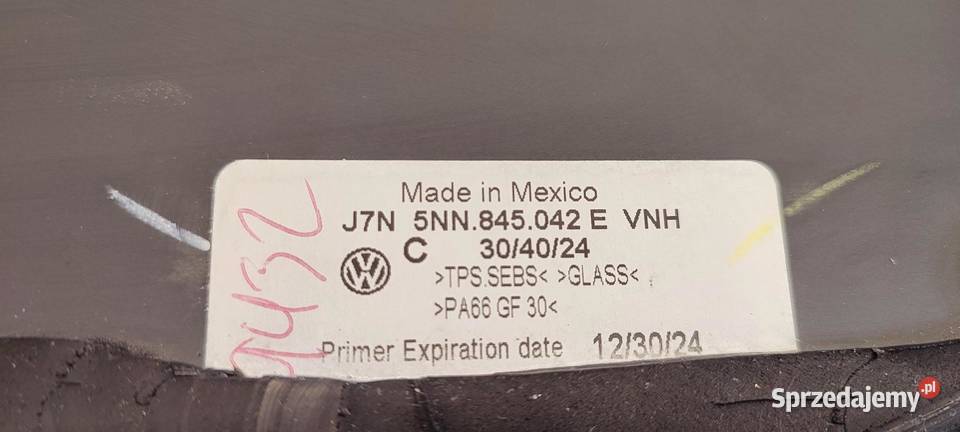 Made in Mexico
J7N 5NN.845.042 E VNH
C 30/40/24
>TPS.SEBS< >GLASS<
>PA66 GF 30<
Primer Expiration date 12/30/24
9432
Sprzedajemy.pl